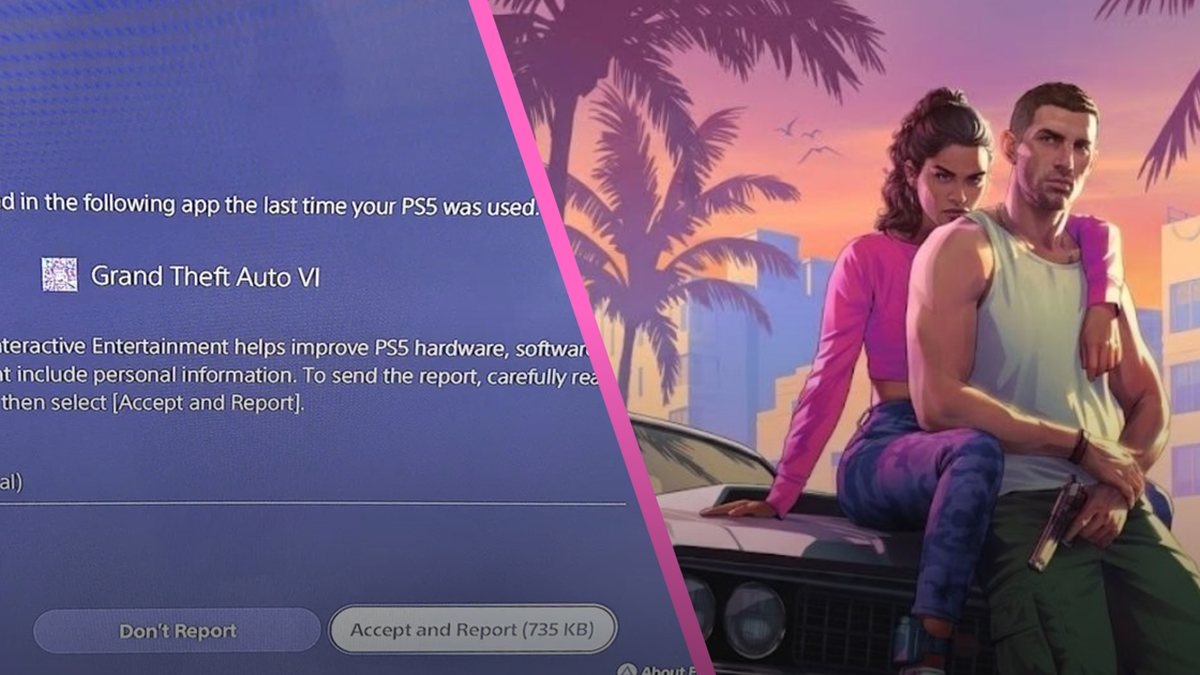 d in the following app the last time your PS5 was used.
Grand Theft Auto VI
nteractive Entertainment helps improve PS5 hardware, softwar
t include personal information. To send the report, carefully rea
then select [Accept and Report].
al)
Don't Report
Accept and Report (735 KB)
About